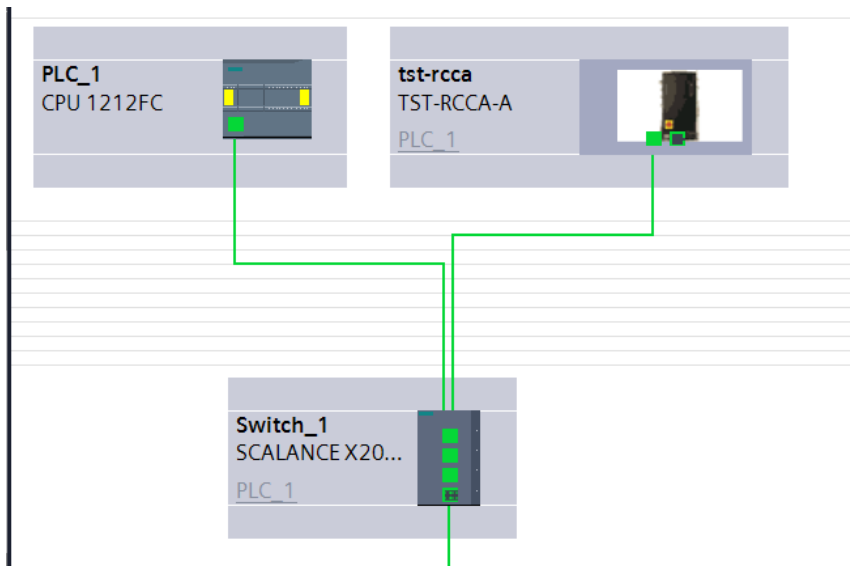 PLC_1
CPU 1212FC
tst-rcca
TST-RCCA-A
PLC_1
Switch_1
SCALANCE X20...
PLC_1